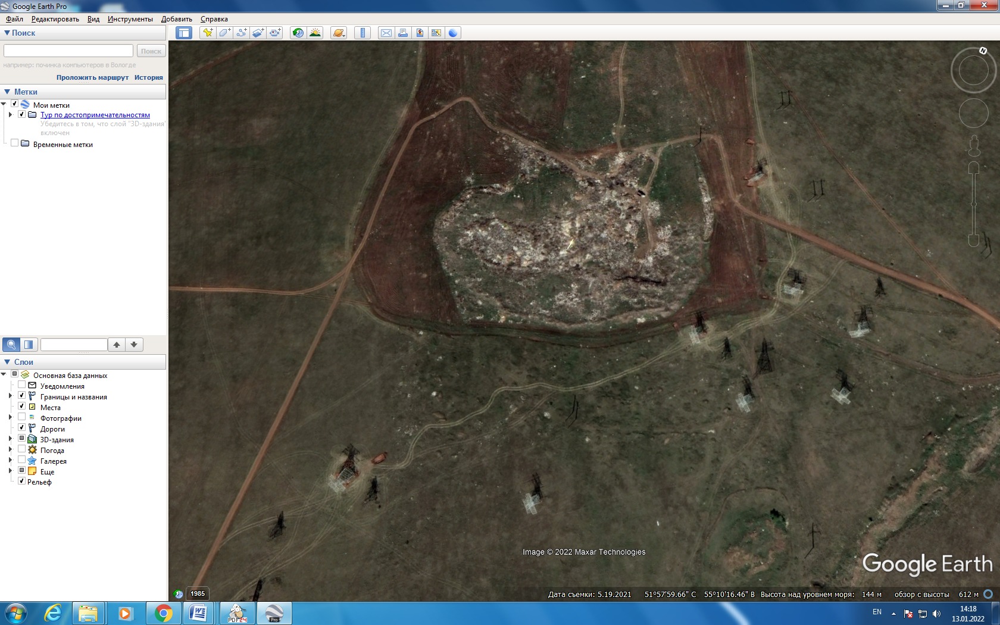 Google Earth Pro
Файл Редактировать Вид Инструменты Добавить Справка
Поиск
Поиск
например: починка компьютеров в Вологде
Проложить маршрут История
Метки
Мои метки
Тур по достопримечательностям
Убедитесь в том, что слой "3D-здания"
включен
Временные метки
Слои
Основная база данных
Уведомления
Границы и названия
Места
Фотографии
Дороги
3D-здания
Погода
Галерея
Еще
Рельеф
N
Image © 2022 Maxar Technologies
Google Earth
1985
Дата съемки: 5.19.2021 51°57'59.66" С 55°10'16.46" В Высота над уровнем моря: 144 м обзор с высоты 612 м
PDF24
Pro
EN
14:18
13.01.2022